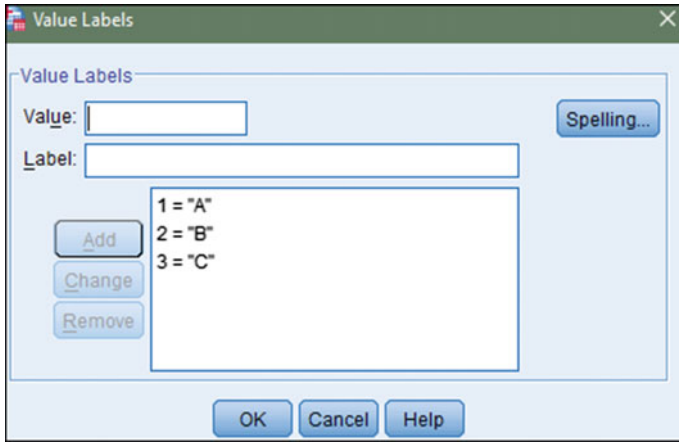 Value Labels
Value Labels
Value:
Spelling...
Label:
1 = "A"
2 = "B"
3 = "C"
Add
Change
Remove
OK Cancel Help